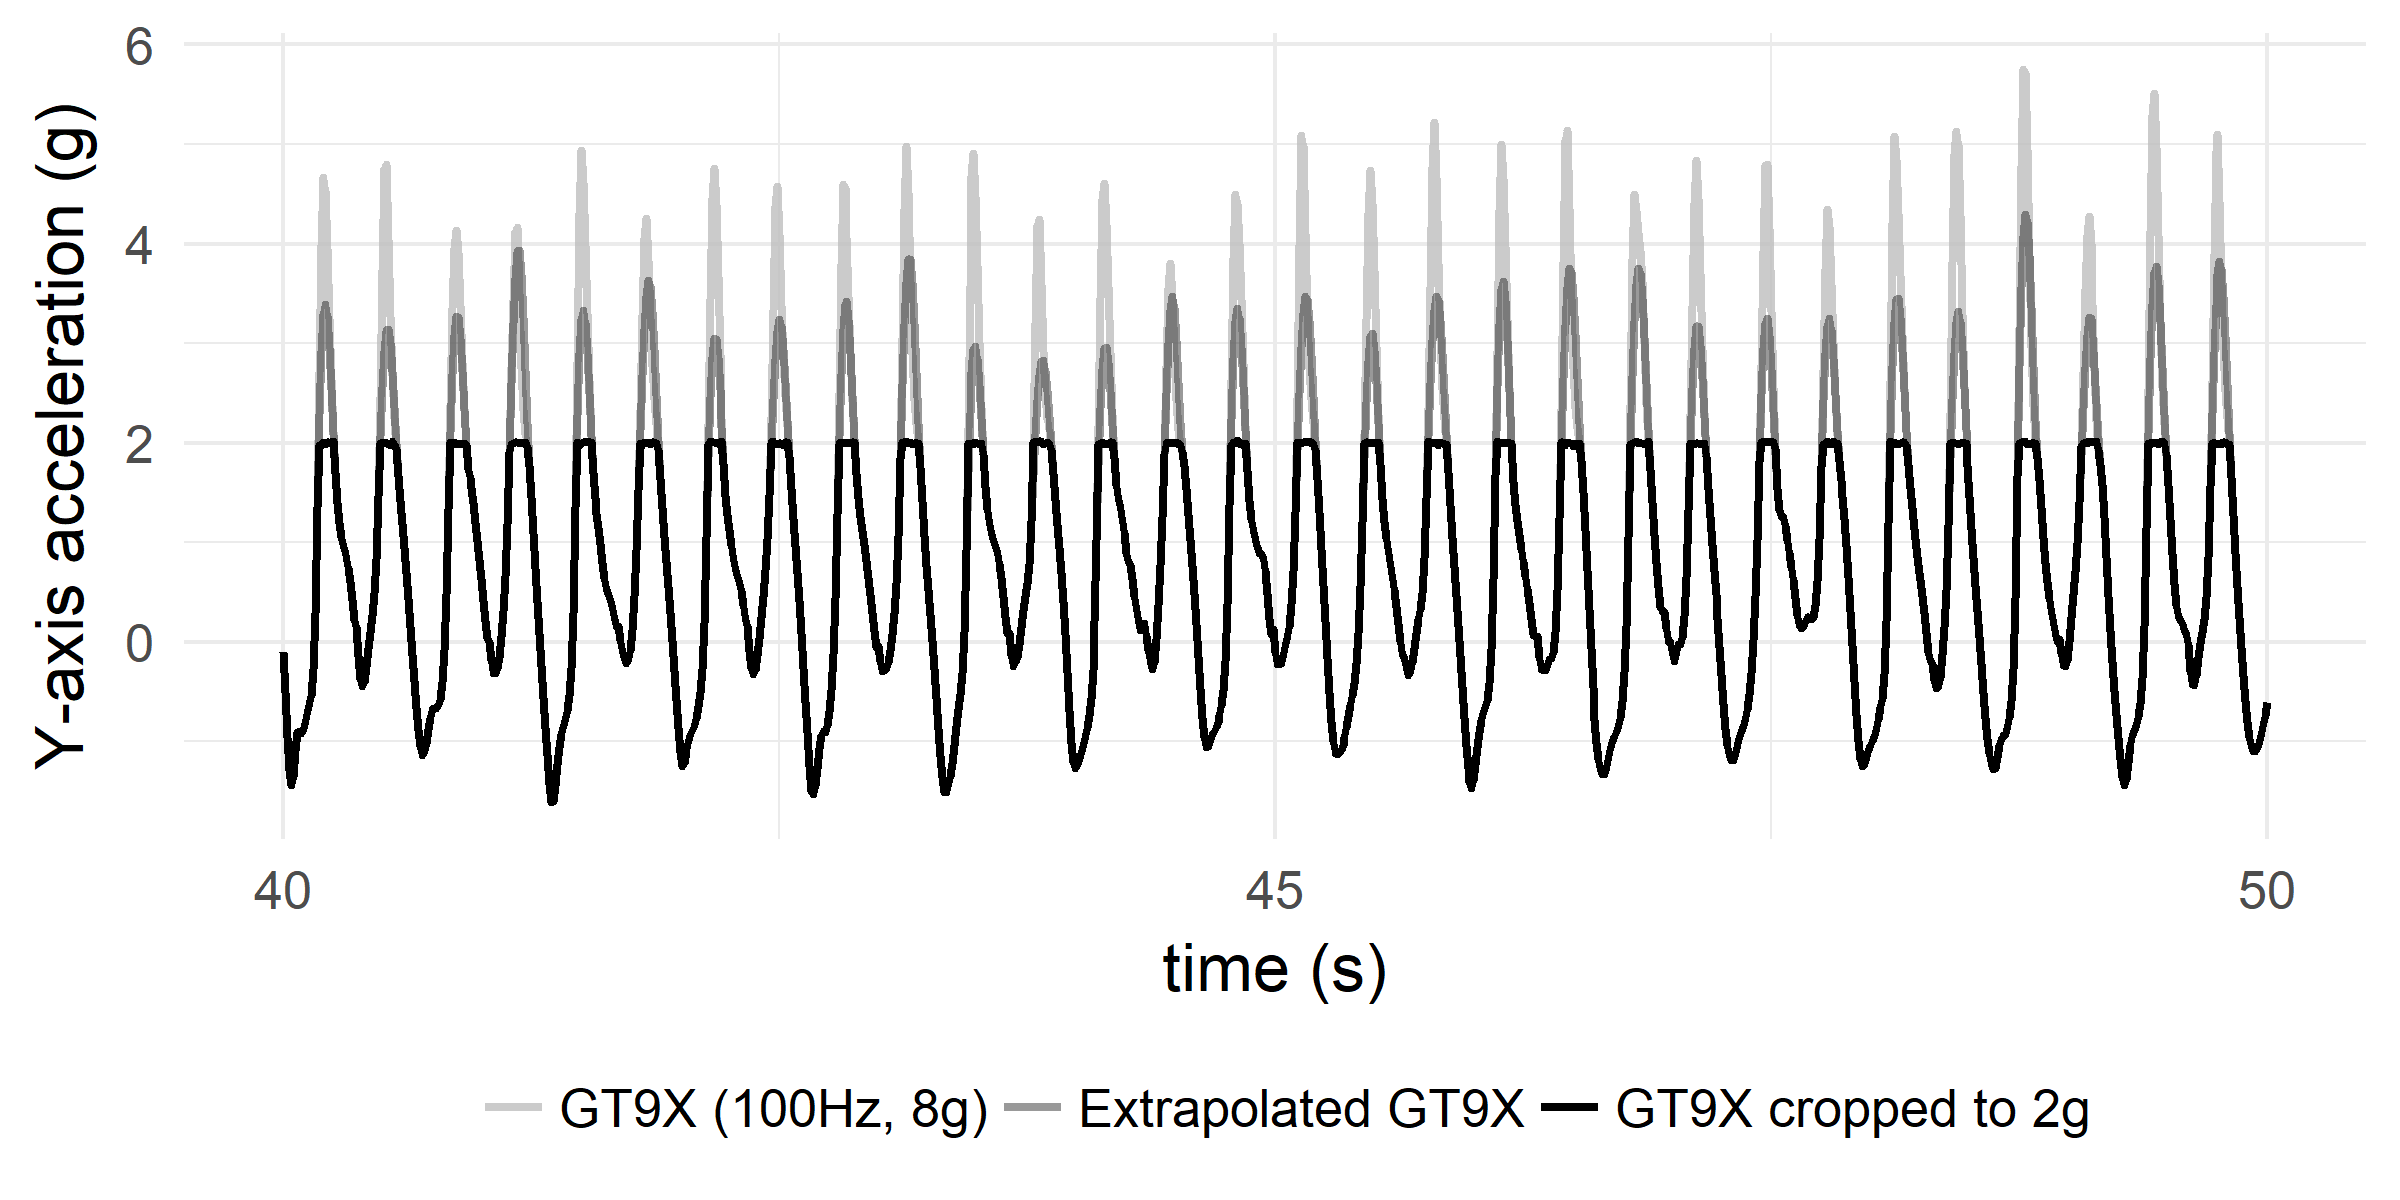 Y-axis acceleration (g)
6
4
2
0
40 45 50
time (s)
GT9X (100Hz, 8g) Extrapolated GT9X GT9X cropped to 2g